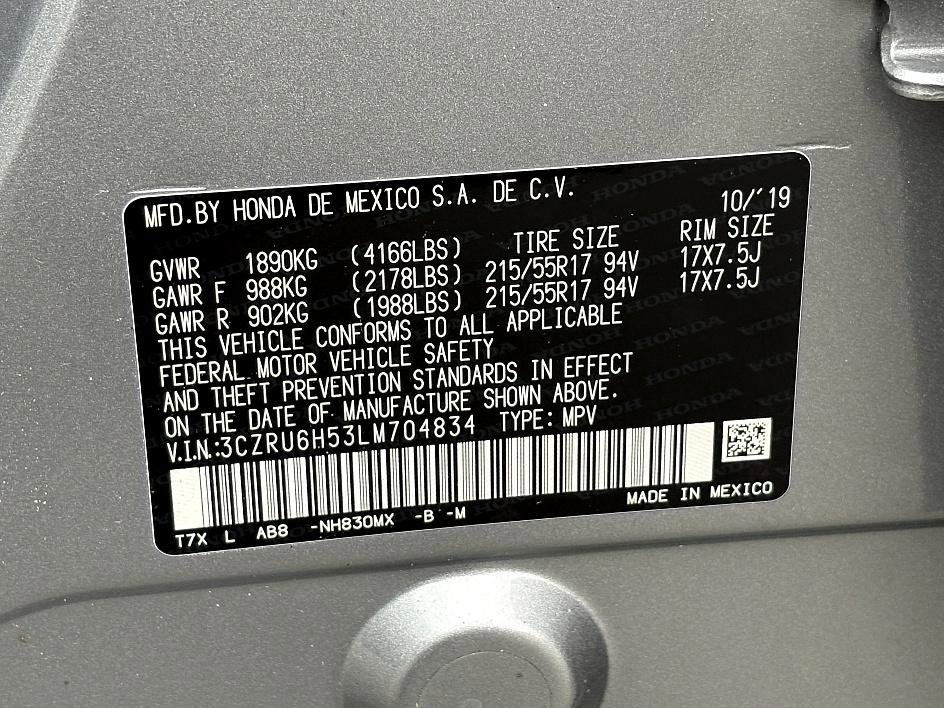 MFD.BY HONDA DE MEXICO S.A. DE C.V.
10/'19
GVWR 1890KG (4166LBS) TIRE SIZE RIM SIZE
GAWR F 988KG (2178LBS) 215/55R17 94V 17X7.5J
GAWR R 902KG (1988LBS) 215/55R17 94V 17X7.5J
THIS VEHICLE CONFORMS TO ALL APPLICABLE
FEDERAL MOTOR VEHICLE SAFETY
AND THEFT PREVENTION STANDARDS IN EFFECT
ON THE DATE OF MANUFACTURE SHOWN ABOVE.
V.I.N.:3CZRU6H53LM704834 TYPE: MPV
MADE IN MEXICO
T7X L AB8 -NH830MX -B -M